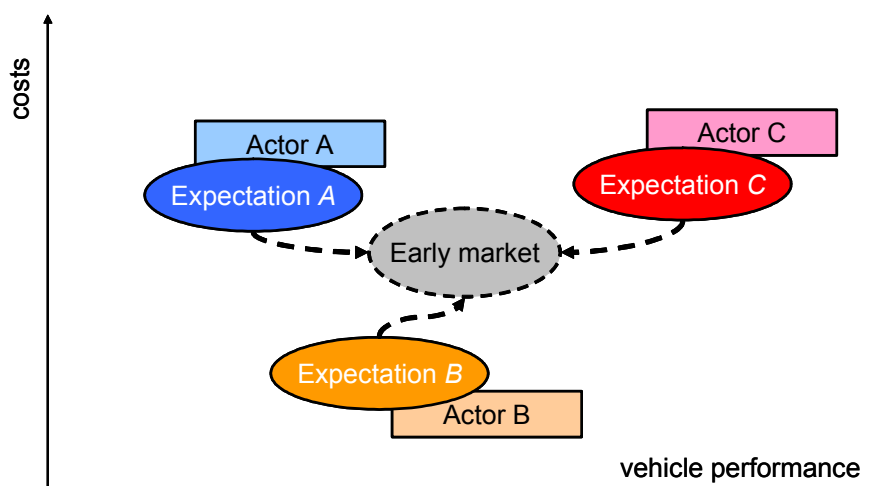 costs
Actor A
Expectation A
Actor C
Expectation C
Early market
Expectation B
Actor B
vehicle performance